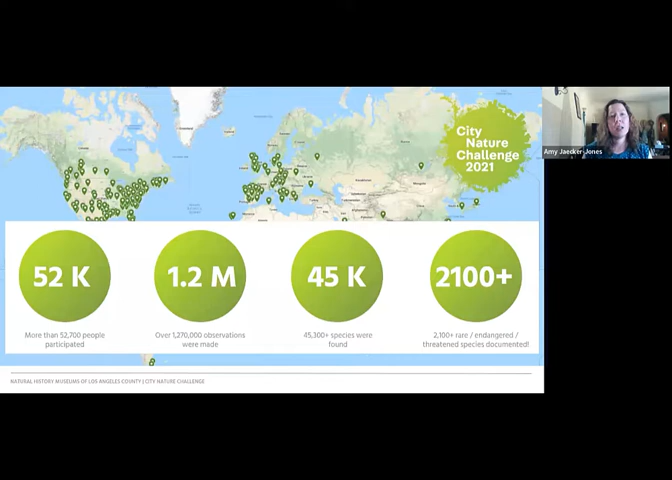 City
Nature
Challenge
2021
Amy Jaecker-Jones
52 K
1.2 M
45 K
2100+
More than 52,700 people
participated
Over 1,270,000 observations
were made
45,300+ species were
found
2,100+ rare / endangered /
threatened species documented!
NATURAL HISTORY MUSEUMS OF LOS ANGELES COUNTY | CITY NATURE CHALLENGE